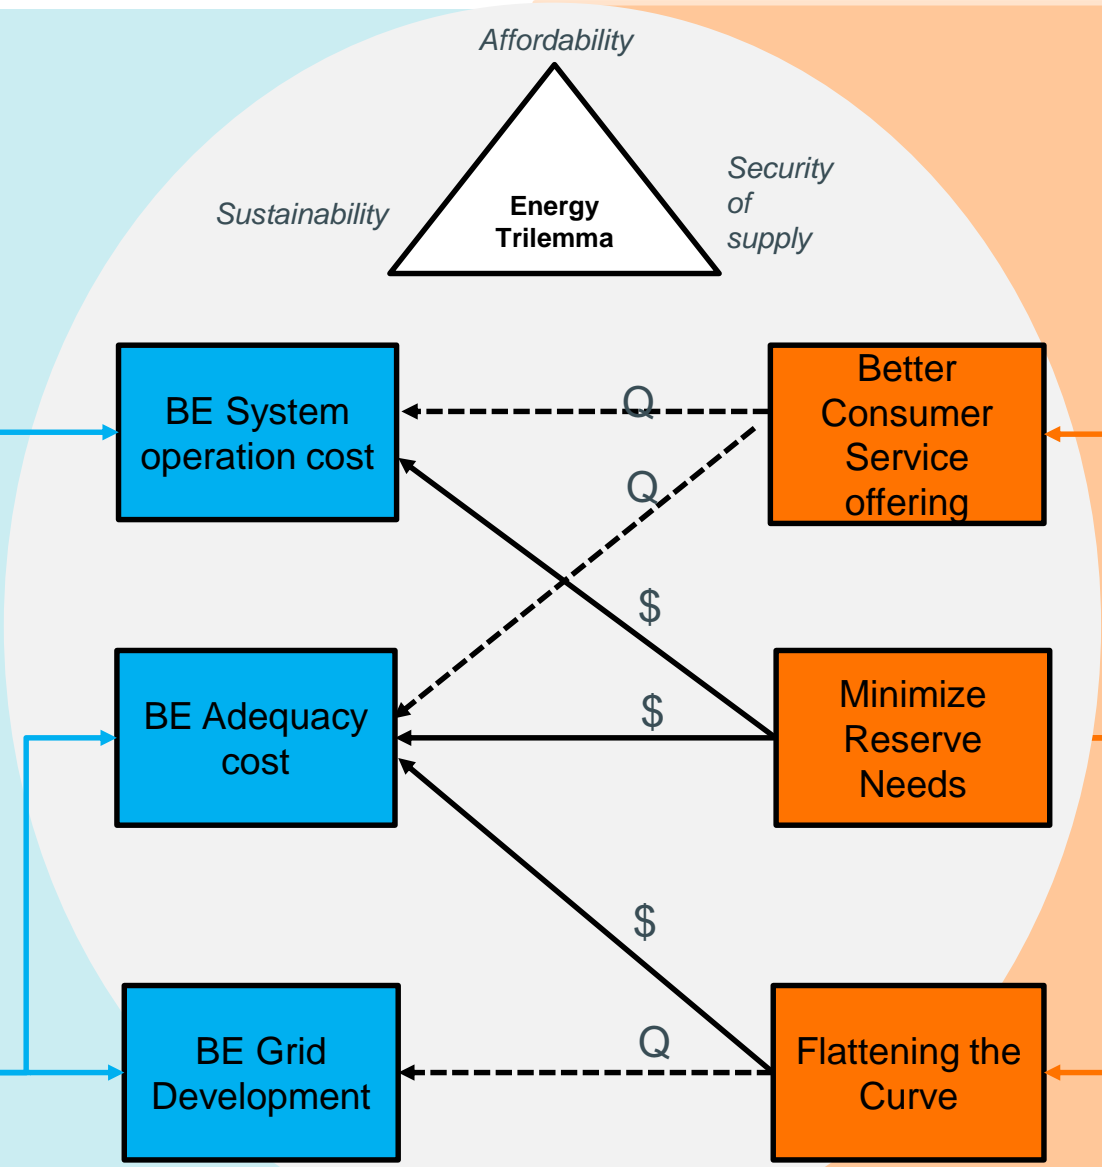 Affordability
Security
of
supply
Sustainability
Energy
Trilemma
BE System
operation cost
Q
Better
Consumer
Service
offering
Q
$
BE Adequacy
cost
$
Minimize
Reserve
Needs
$
BE Grid
Development
Q
Flattening the
Curve